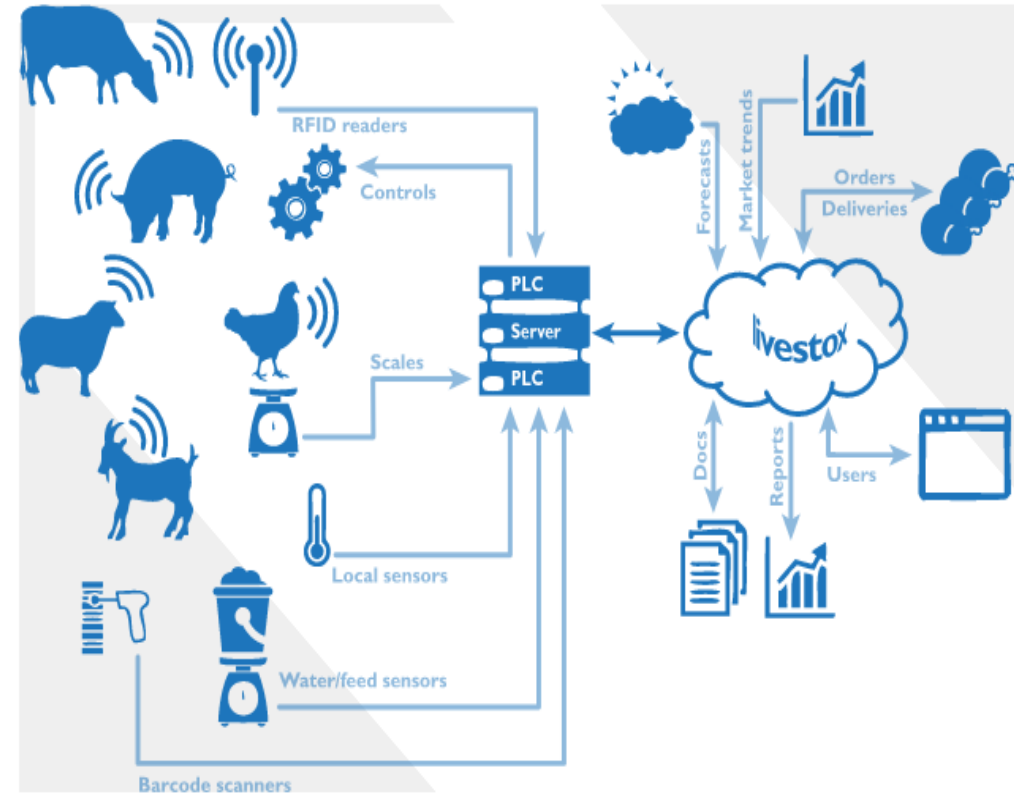 RFID readers
Controls
PLC
Server
PLC
Scales
Local sensors
Water/feed sensors
Barcode scanners
Forecasts
Market trends
Orders
Deliveries
livestox
Docs
Reports
Users